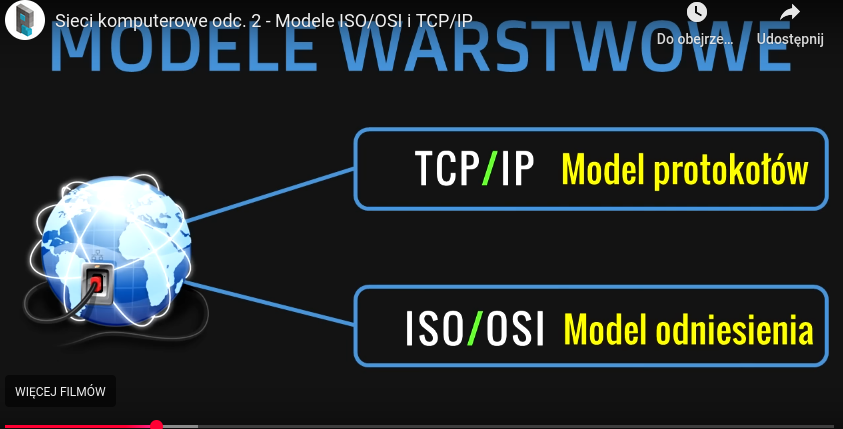 Sieci komputerowe odc. 2 - Modele ISO/OSI i TCP/IP
Do obejrze...
Udostępnij
MODELE WARSTWOWE
TCP/IP Model protokołów
ISO/OSI Model odniesienia
WIĘCEJ FILMÓW